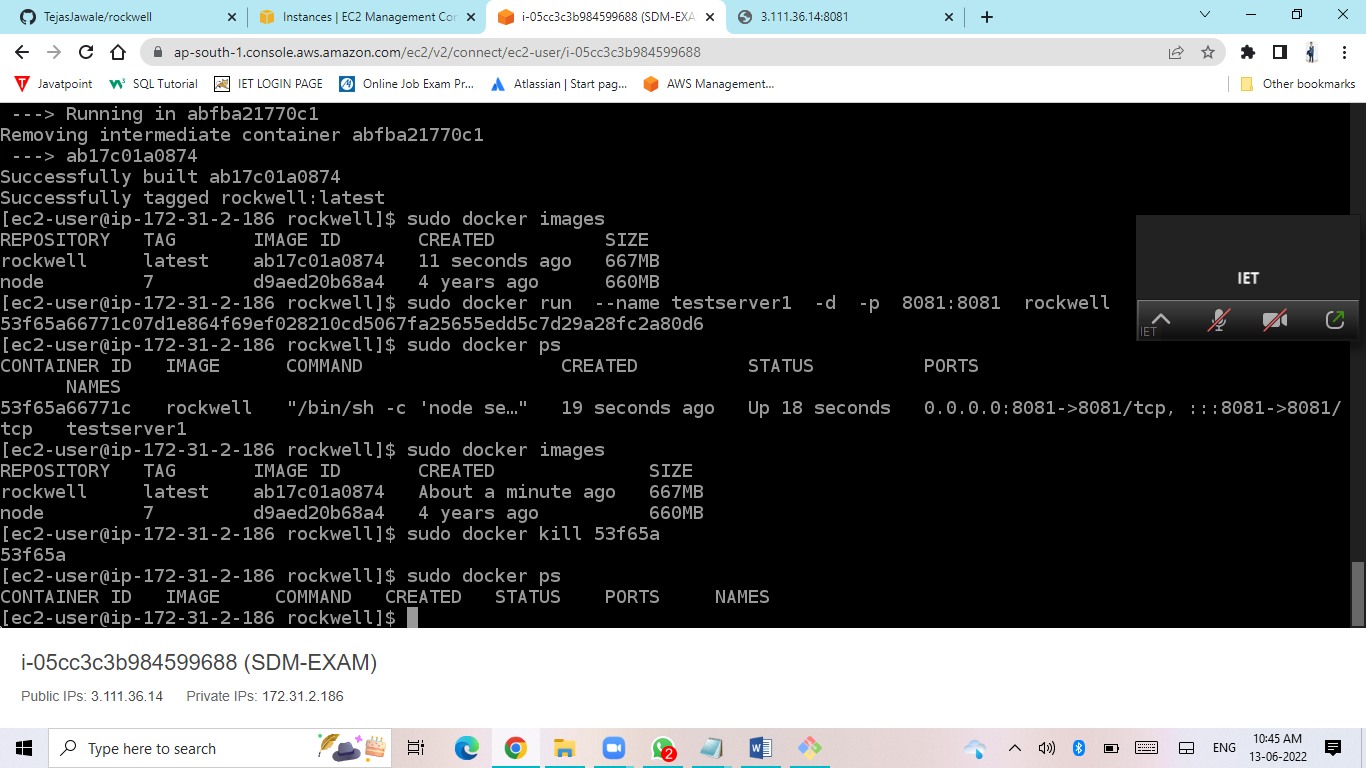 TejasJawale/rockwell
Instances | EC2 Management Con
i-05cc3c3b984599688 (SDM-EXA
3.111.36.14:8081
ap-south-1.console.aws.amazon.com/ec2/v2/connect/ec2-user/i-05cc3c3b984599688
Javatpoint
SQL Tutorial
IET LOGIN PAGE
Online Job Exam Pr...
Atlassian | Start pag...
AWS Management...
Other bookmarks
---> Running in abfba21770c1
Removing intermediate container abfba21770c1
---> ab17c01a0874
Successfully built ab17c01a0874
Successfully tagged rockwell:latest
[ec2-user@ip-172-31-2-186 rockwell]$ sudo docker images
REPOSITORY   TAG       IMAGE ID       CREATED          SIZE
rockwell     latest    ab17c01a0874   11 seconds ago   667MB
node         7         d9aed20b68a4   4 years ago      660MB
[ec2-user@ip-172-31-2-186 rockwell]$ sudo docker run  --name testserver1  -d  -p  8081:8081  rockwell
53f65a66771c07d1e864f69ef028210cd5067fa25655edd5c7d29a28fc2a80d6
[ec2-user@ip-172-31-2-186 rockwell]$ sudo docker ps
CONTAINER ID   IMAGE      COMMAND                  CREATED          STATUS          PORTS
NAMES
53f65a66771c   rockwell   "/bin/sh -c 'node se…"   19 seconds ago   Up 18 seconds   0.0.0.0:8081->8081/tcp, :::8081->8081/
tcp   testserver1
[ec2-user@ip-172-31-2-186 rockwell]$ sudo docker images
REPOSITORY   TAG       IMAGE ID       CREATED              SIZE
rockwell     latest    ab17c01a0874   About a minute ago   667MB
node         7         d9aed20b68a4   4 years ago          660MB
[ec2-user@ip-172-31-2-186 rockwell]$ sudo docker kill 53f65a
53f65a
[ec2-user@ip-172-31-2-186 rockwell]$ sudo docker ps
CONTAINER ID   IMAGE     COMMAND   CREATED   STATUS    PORTS     NAMES
[ec2-user@ip-172-31-2-186 rockwell]$
IET
IET
i-05cc3c3b984599688 (SDM-EXAM)
Public IPs: 3.111.36.14     Private IPs: 172.31.2.186
Type here to search
2
ENG
10:45 AM
13-06-2022